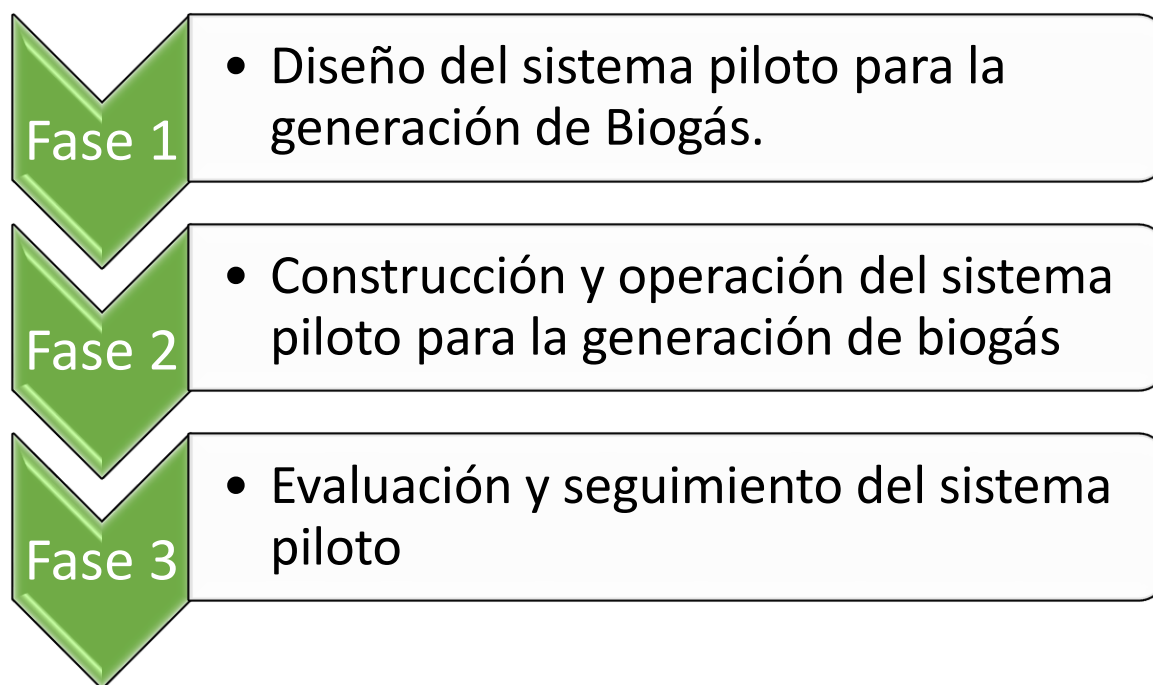 Fase 1
• Diseño del sistema piloto para la
generación de Biogás.
Fase 2
• Construcción y operación del sistema
piloto para la generación de biogás
Fase 3
• Evaluación y seguimiento del sistema
piloto